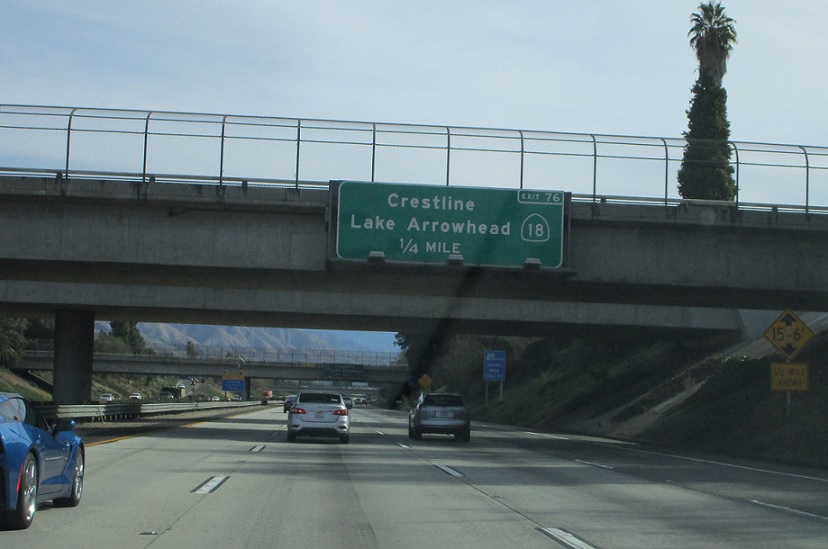 EXIT 76
Crestline
Lake Arrowhead 18
1/4 MILE
15-6
1/2 MILE
AHEAD